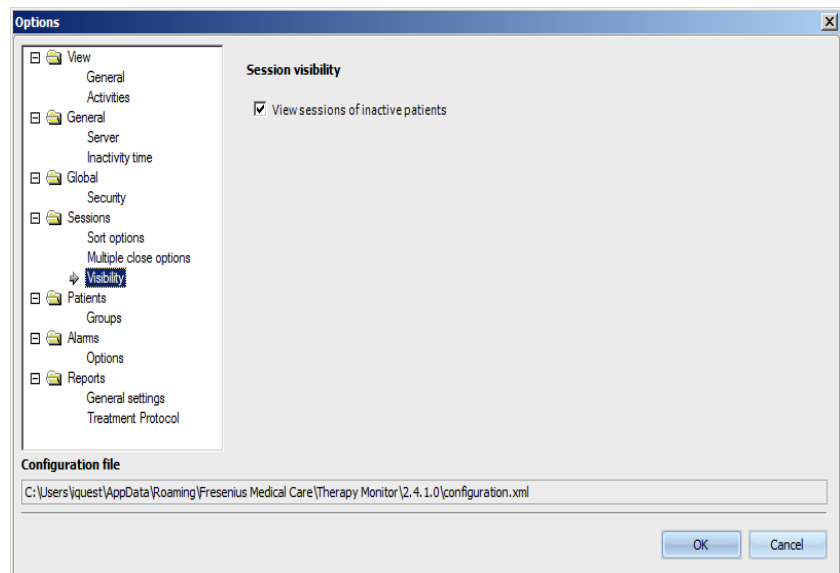 Options
View
General
Activities
General
Server
Inactivity time
Global
Security
Sessions
Sort options
Multiple close options
Visibility
Patients
Groups
Alarms
Options
Reports
General settings
Treatment Protocol
Session visibility
View sessions of inactive patients
Configuration file
C:\Users\iquest\AppData\Roaming\Fresenius Medical Care\Therapy Monitor\2.4.1.0\configuration.xml
OK Cancel